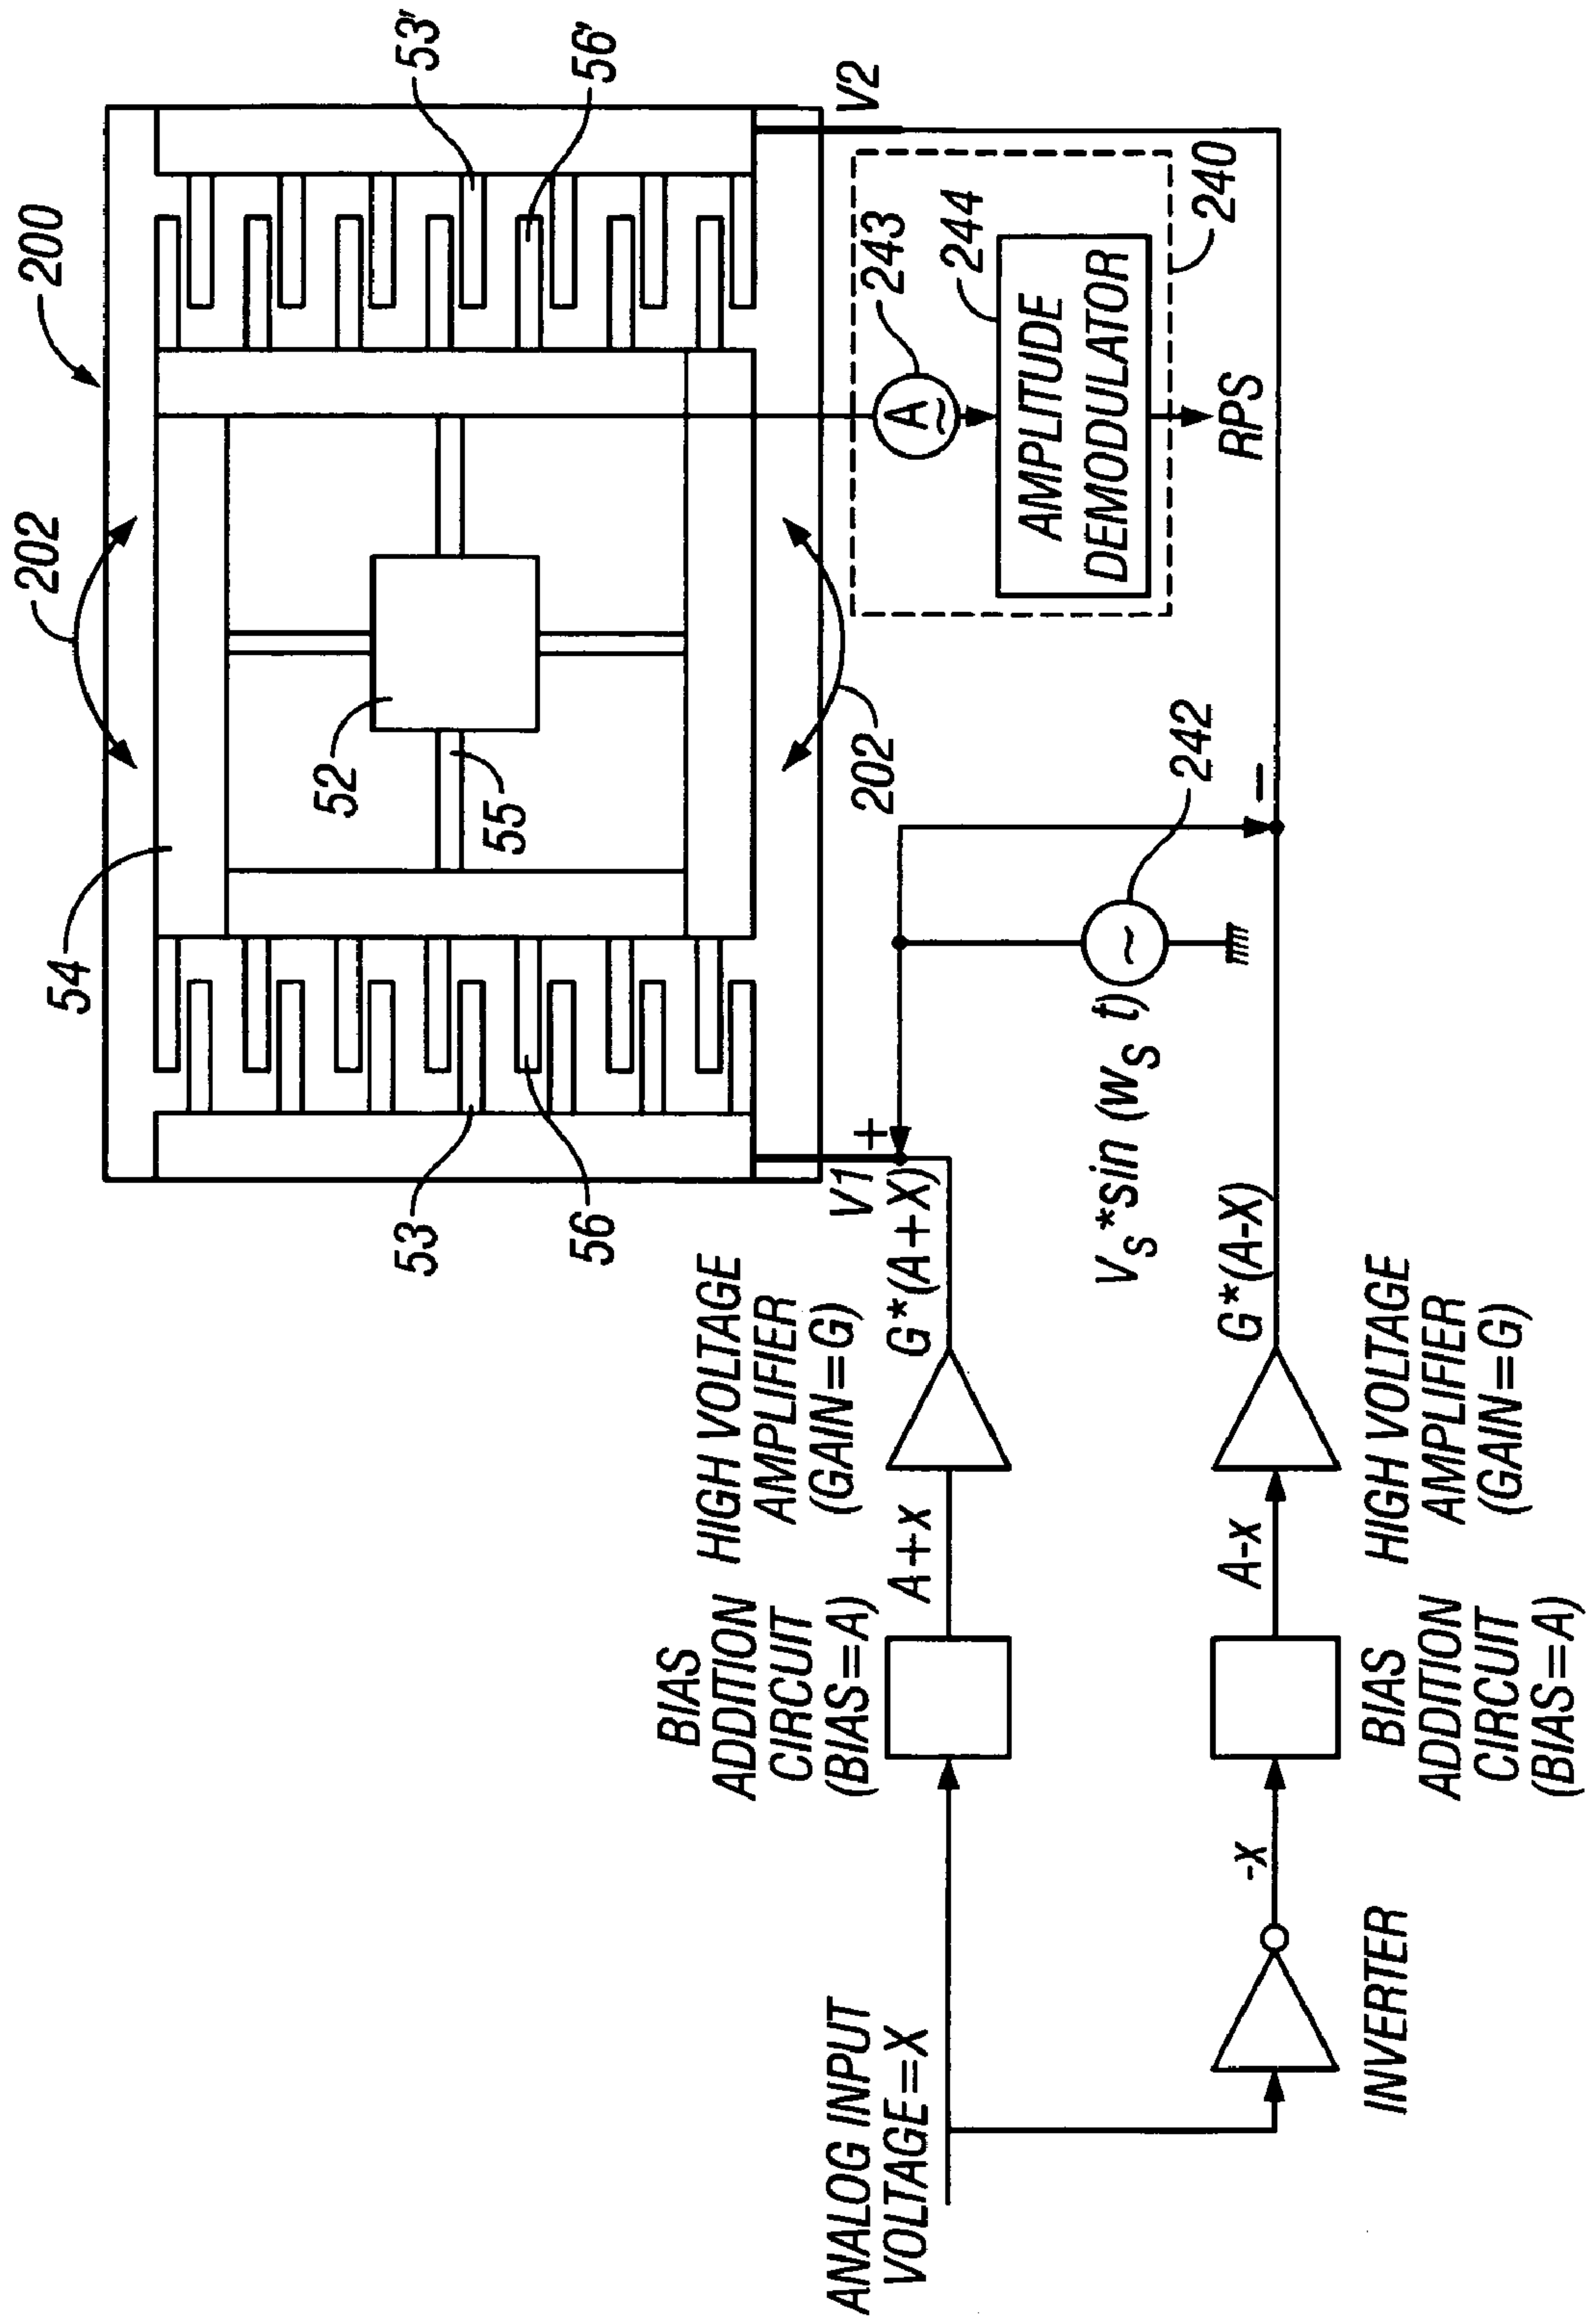 200
202
54
53'
56'
52
55
53
56
202
V1
+
V2
243
244
AMPLITUDE
DEMODULATOR
240
RPS
A
~
242
~
−
V_S*sin (W_S t)
HIGH VOLTAGE
AMPLIFIER
(GAIN=G)
G*(A+X)
BIAS
ADDITION
CIRCUIT
(BIAS=A)
A+X
ANALOG INPUT
VOLTAGE=X
-X
INVERTER
BIAS
ADDITION
CIRCUIT
(BIAS=A)
A-X
HIGH VOLTAGE
AMPLIFIER
(GAIN=G)
G*(A-X)